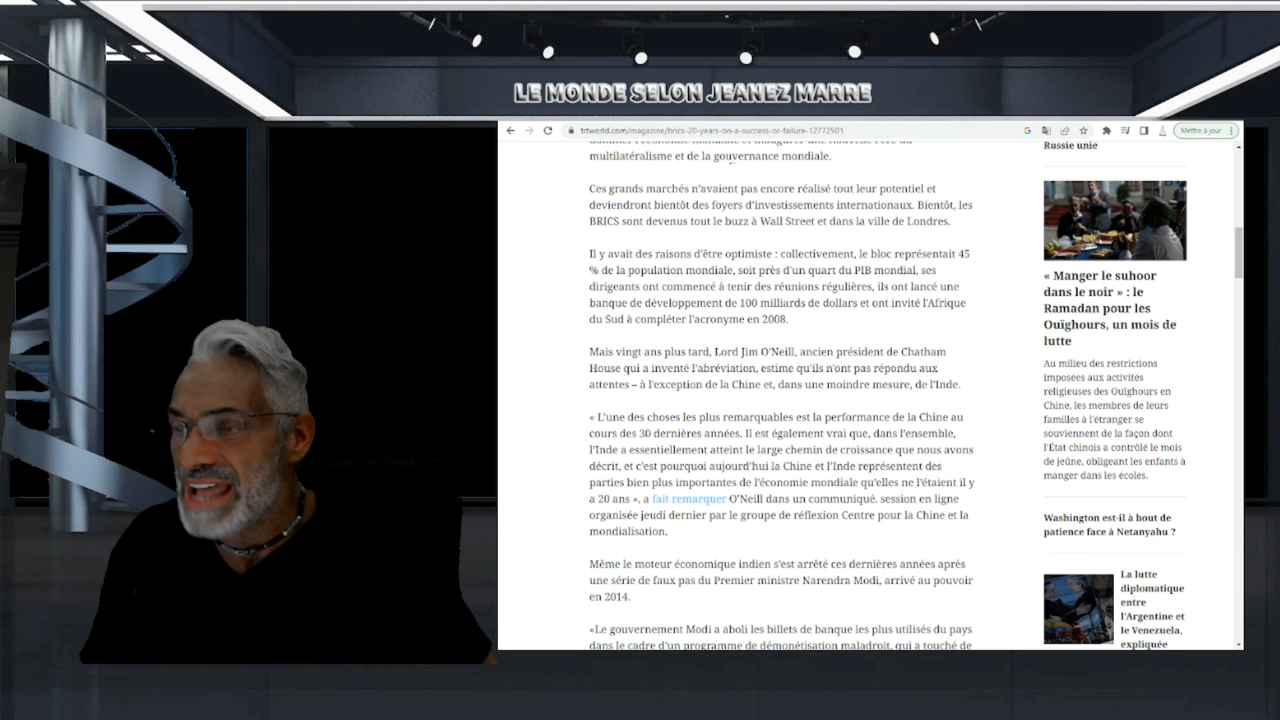 LE MONDE SELON JEANEZ MARRE
trtworld.com/magazine/brics-20-years-on-a-success-or-failure-12772501
Mettre à jour
multilatéralisme et de la gouvernance mondiale.
Ces grands marchés n'avaient pas encore réalisé tout leur potentiel et
deviendront bientôt des foyers d'investissements internationaux. Bientôt, les
BRICS sont devenus tout le buzz à Wall Street et dans la ville de Londres.
Il y avait des raisons d'être optimiste : collectivement, le bloc représentait 45
% de la population mondiale, soit près d'un quart du PIB mondial, ses
dirigeants ont commencé à tenir des réunions régulières, ils ont lancé une
banque de développement de 100 milliards de dollars et ont invité l'Afrique
du Sud à compléter l'acronyme en 2008.
Mais vingt ans plus tard, Lord Jim O'Neill, ancien président de Chatham
House qui a inventé l'abréviation, estime qu'ils n'ont pas répondu aux
attentes – à l'exception de la Chine et, dans une moindre mesure, de l'Inde.
« L'une des choses les plus remarquables est la performance de la Chine au
cours des 30 dernières années. Il est également vrai que, dans l'ensemble,
l'Inde a essentiellement atteint le large chemin de croissance que nous avons
décrit, et c'est pourquoi aujourd'hui la Chine et l'Inde représentent des
parties bien plus importantes de l'économie mondiale qu'elles ne l'étaient il y
a 20 ans », a fait remarquer O'Neill dans un communiqué. session en ligne
organisée jeudi dernier par le groupe de réflexion Centre pour la Chine et la
mondialisation.
Même le moteur économique indien s'est arrêté ces dernières années après
une série de faux pas du Premier ministre Narendra Modi, arrivé au pouvoir
en 2014.
«Le gouvernement Modi a aboli les billets de banque les plus utilisés du pays
dans le cadre d'un programme de démonétisation maladroit, qui a touché de
Russie unie
« Manger le suhoor
dans le noir » : le
Ramadan pour les
Ouïghours, un mois de
lutte
Au milieu des restrictions
imposées aux activités
religieuses des Ouïghours en
Chine, les membres de leurs
familles à l'étranger se
souviennent de la façon dont
l'État chinois a contrôlé le mois
de jeûne, obligeant les enfants à
manger dans les écoles.
Washington est-il à bout de
patience face à Netanyahu ?
La lutte
diplomatique
entre
l'Argentine et
le Venezuela,
expliquée